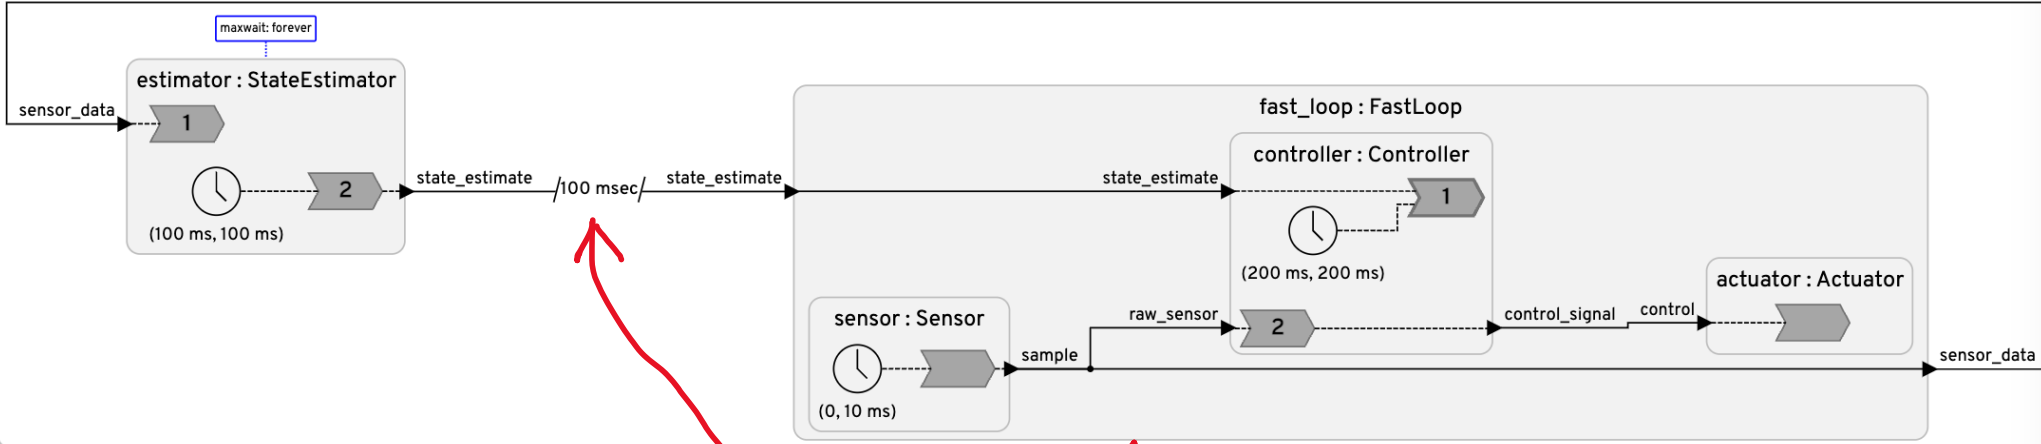 maxwait: forever
estimator : StateEstimator
sensor_data
1
2
(100 ms, 100 ms)
state_estimate
100 msec
state_estimate
fast_loop : FastLoop
controller : Controller
state_estimate
1
(200 ms, 200 ms)
raw_sensor
2
control_signal
control
actuator : Actuator
sensor : Sensor
sample
(0, 10 ms)
sensor_data